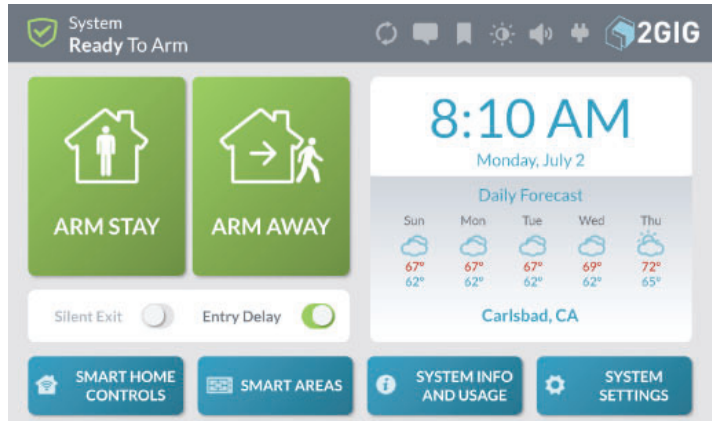 System
Ready To Arm
2GIG
ARM STAY
ARM AWAY
8:10 AM
Monday, July 2
Daily Forecast
Sun Mon Tue Wed Thu
67° 67° 67° 69° 72°
62° 62° 62° 62° 65°
Carlsbad, CA
Silent Exit
Entry Delay
SMART HOME
CONTROLS
SMART AREAS
SYSTEM INFO
AND USAGE
SYSTEM
SETTINGS